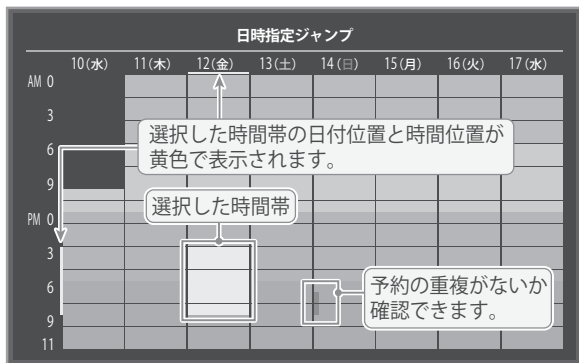 日時指定ジャンプ
10(水) 11(木) 12(金) 13(土) 14(日) 15(月) 16(火) 17(水)
AM 0
3
選択した時間帯の日付位置と時間位置が
6
黄色で表示されます。
9
選択した時間帯
PM 0
3
6
予約の重複がないか
確認できます。
9
11